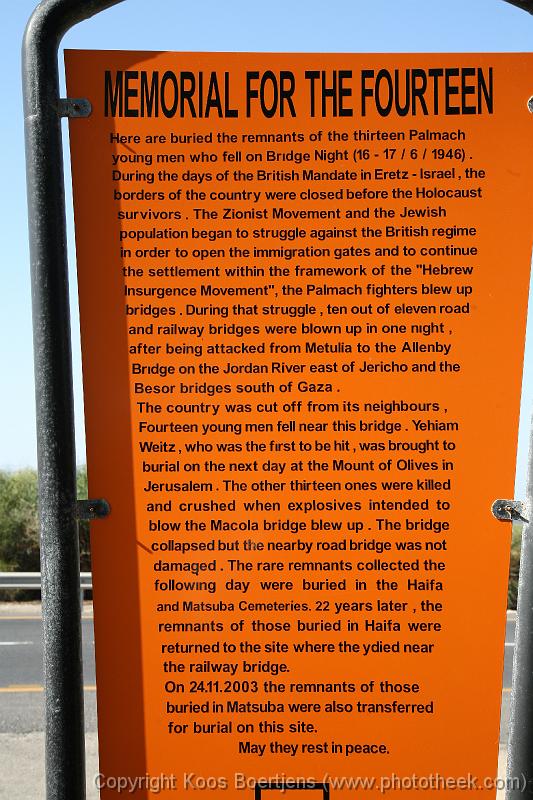 MEMORIAL FOR THE FOURTEEN
Here are buried the remnants of the thirteen Palmach
young men who fell on Bridge Night (16 - 17 / 6 / 1946) .
During the days of the British Mandate in Eretz - Israel , the
borders of the country were closed before the Holocaust
survivors . The Zionist Movement and the Jewish
population began to struggle against the British regime
in order to open the immigration gates and to continue
the settlement within the framework of the "Hebrew
Insurgence Movement", the Palmach fighters blew up
bridges . During that struggle , ten out of eleven road
and railway bridges were blown up in one night ,
after being attacked from Metulia to the Allenby
Bridge on the Jordan River east of Jericho and the
Besor bridges south of Gaza .
The country was cut off from its neighbours ,
Fourteen young men fell near this bridge . Yehiam
Weitz , who was the first to be hit , was brought to
burial on the next day at the Mount of Olives in
Jerusalem . The other thirteen ones were killed
and crushed when explosives intended to
blow the Macola bridge blew up . The bridge
collapsed but the nearby road bridge was not
damaged . The rare remnants collected the
following day were buried in the Haifa
and Matsuba Cemeteries. 22 years later , the
remnants of those buried in Haifa were
returned to the site where the ydied near
the railway bridge.
On 24.11.2003 the remnants of those
buried in Matsuba were also transferred
for burial on this site.
May they rest in peace.
Copyright Koos Boertjens (www.phototheek.com)